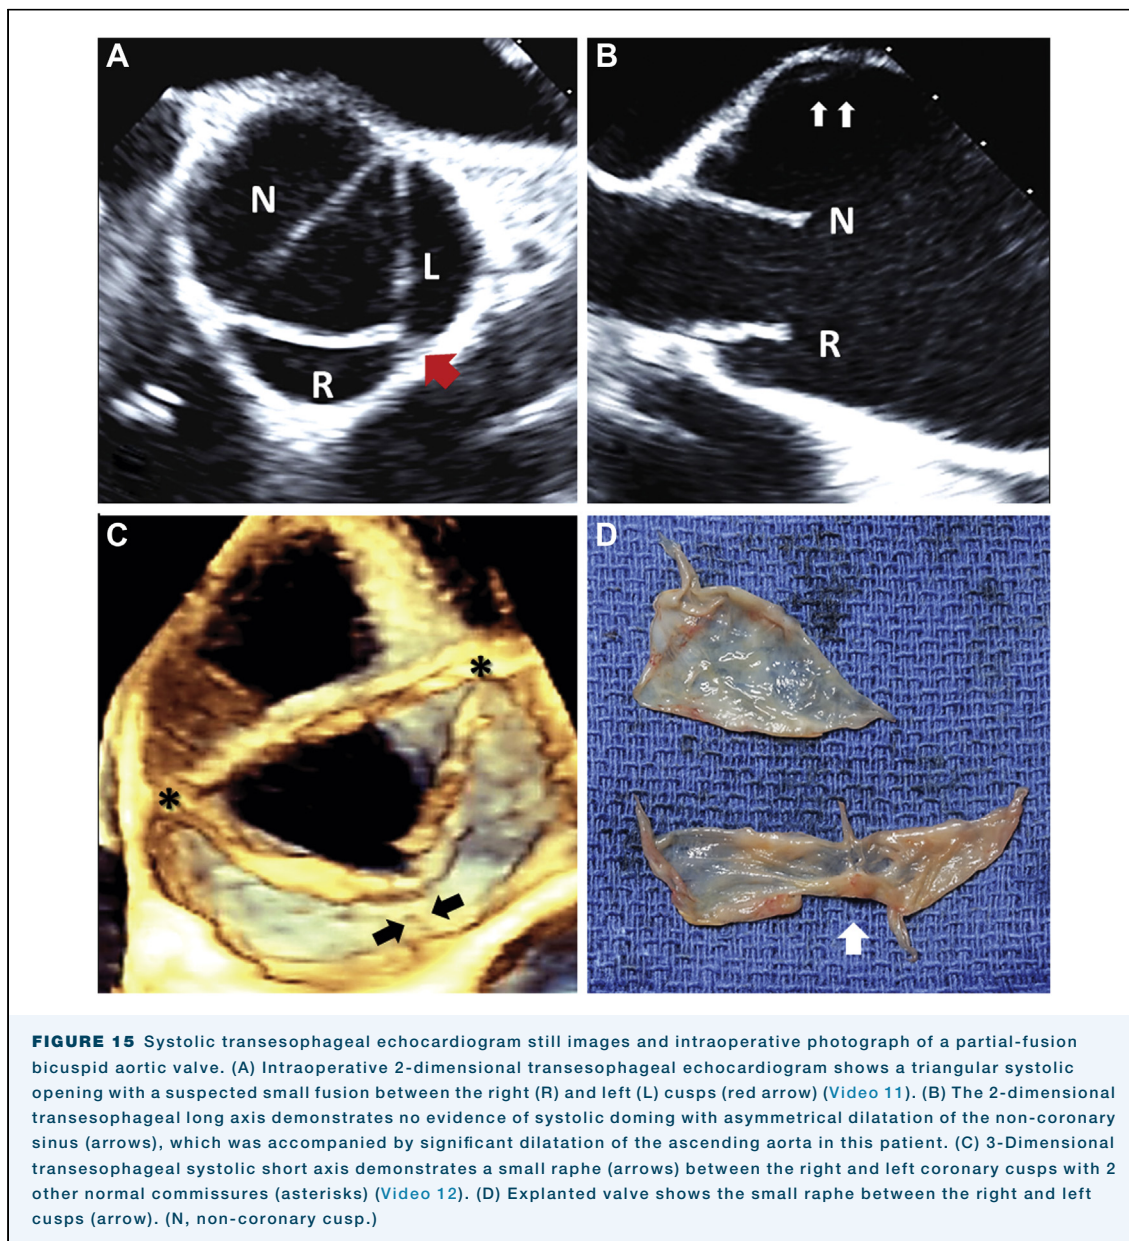 A
B
N
L
R
N
R
C
D
*
*
FIGURE 15 Systolic transesophageal echocardiogram still images and intraoperative photograph of a partial-fusion
bicuspid aortic valve. (A) Intraoperative 2-dimensional transesophageal echocardiogram shows a triangular systolic
opening with a suspected small fusion between the right (R) and left (L) cusps (red arrow) (Video 11). (B) The 2-dimensional
transesophageal long axis demonstrates no evidence of systolic doming with asymmetrical dilatation of the non-coronary
sinus (arrows), which was accompanied by significant dilatation of the ascending aorta in this patient. (C) 3-Dimensional
transesophageal systolic short axis demonstrates a small raphe (arrows) between the right and left coronary cusps with 2
other normal commissures (asterisks) (Video 12). (D) Explanted valve shows the small raphe between the right and left
cusps (arrow). (N, non-coronary cusp.)